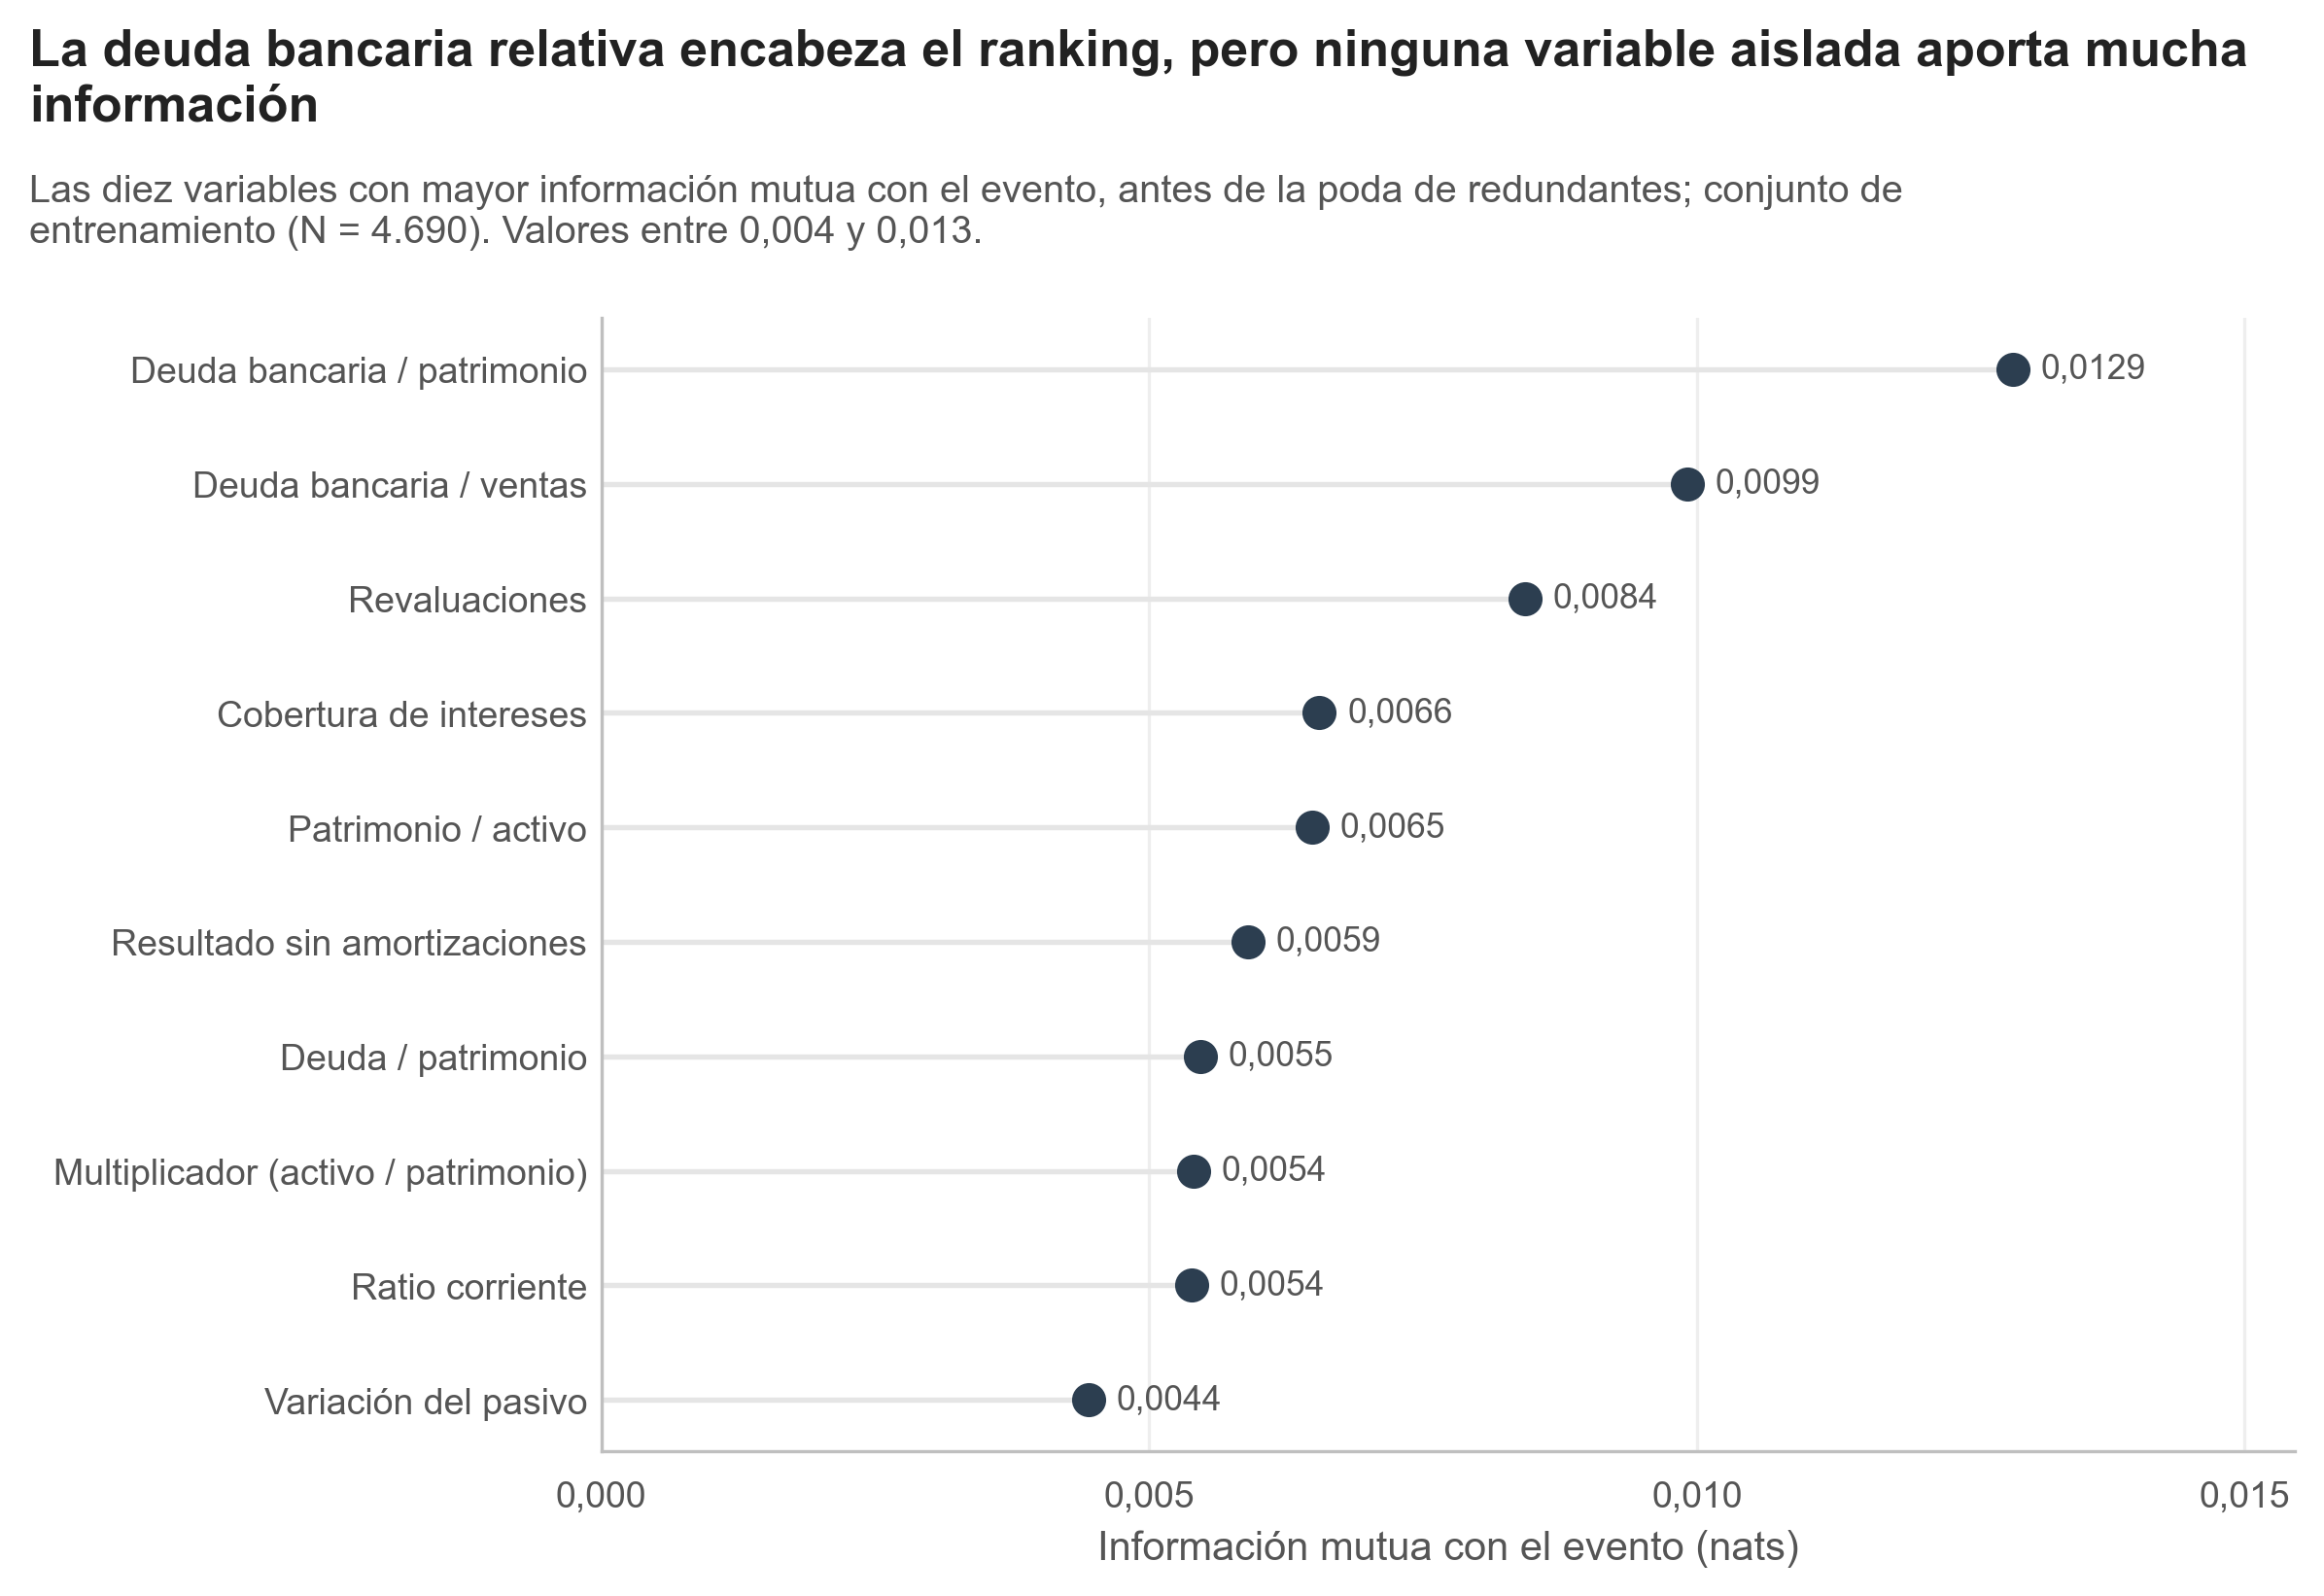 La deuda bancaria relativa encabeza el ranking, pero ninguna variable aislada aporta mucha
información
Las diez variables con mayor información mutua con el evento, antes de la poda de redundantes; conjunto de
entrenamiento (N = 4.690). Valores entre 0,004 y 0,013.
Deuda bancaria / patrimonio 0,0129
Deuda bancaria / ventas 0,0099
Revaluaciones 0,0084
Cobertura de intereses 0,0066
Patrimonio / activo 0,0065
Resultado sin amortizaciones 0,0059
Deuda / patrimonio 0,0055
Multiplicador (activo / patrimonio) 0,0054
Ratio corriente 0,0054
Variación del pasivo 0,0044
0,000 0,005 0,010 0,015
Información mutua con el evento (nats)